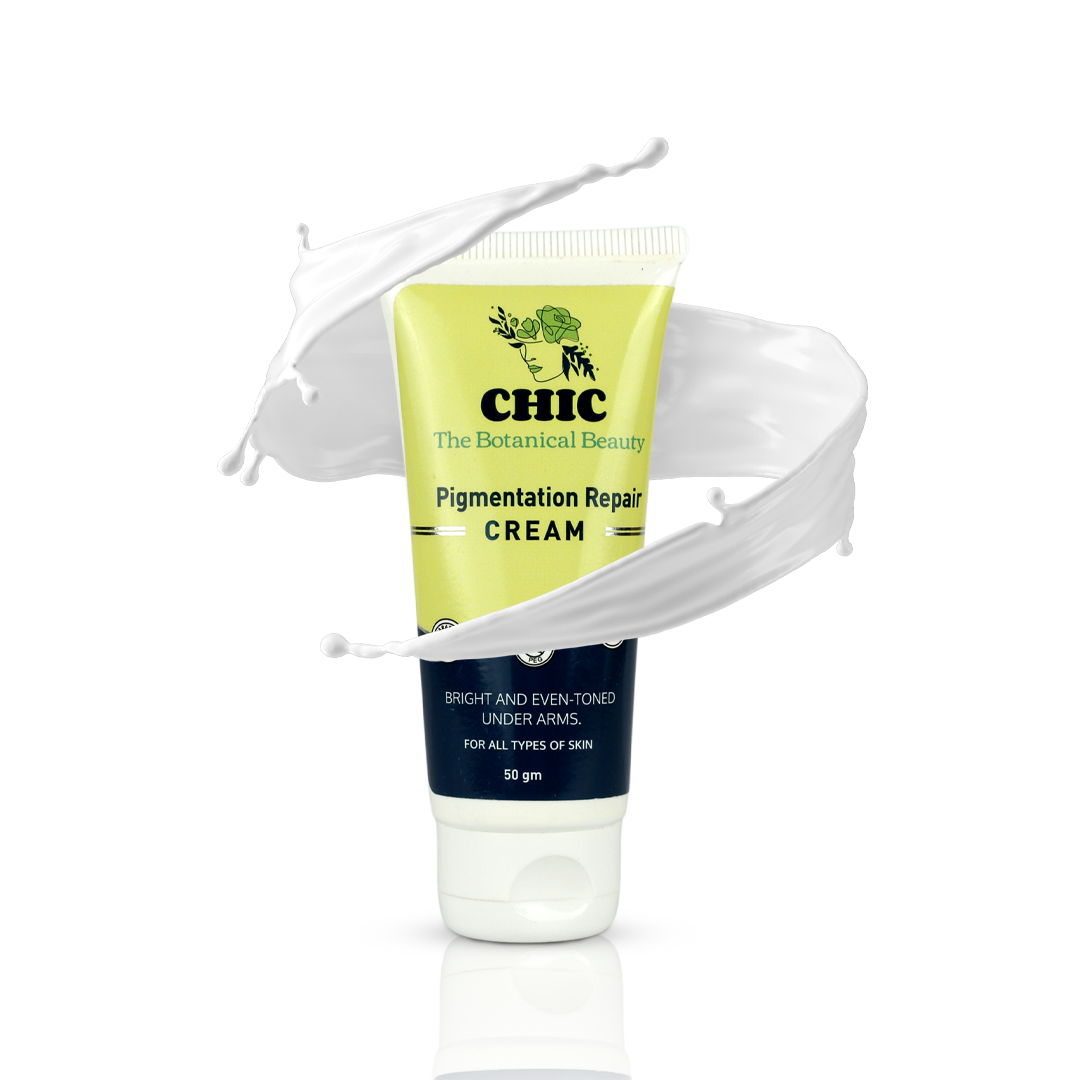 CHIC
The Botanical Beauty
Pigmentation Repair
CREAM
PEG
BRIGHT AND EVEN-TONED
UNDER ARMS.
FOR ALL TYPES OF SKIN
50 gm